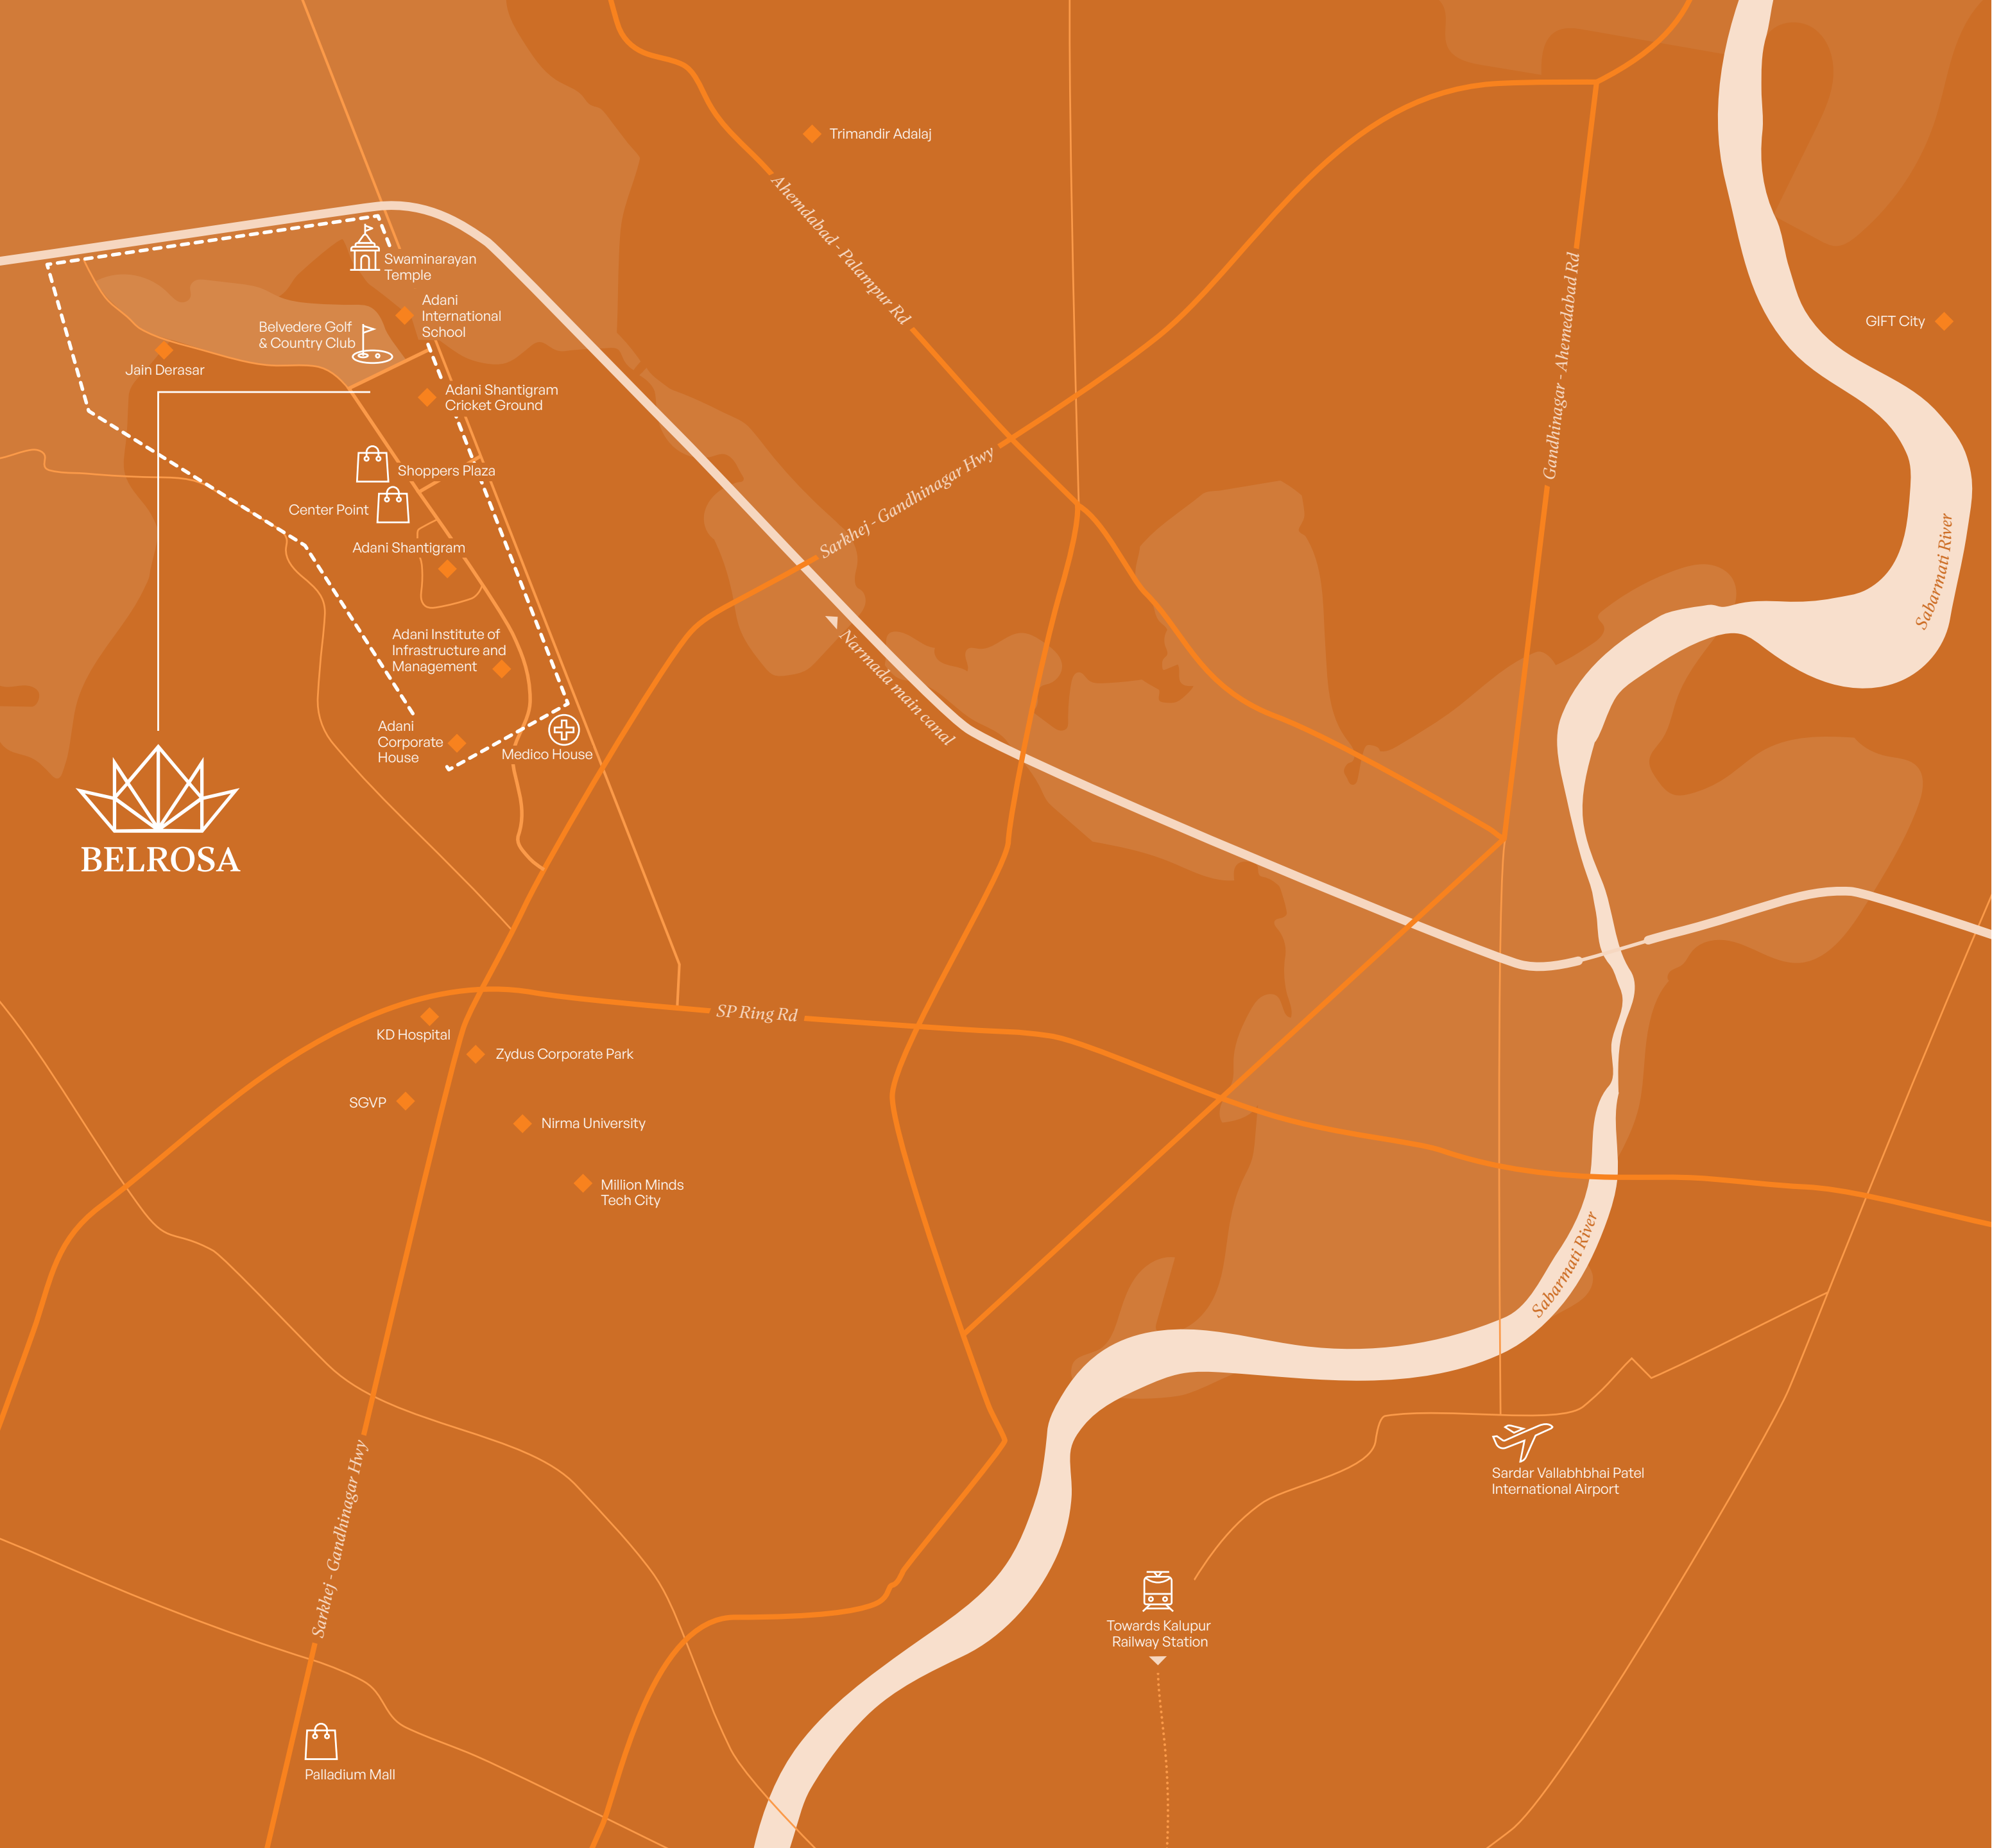 Trimandir Adalaj
Ahemdabad - Palampur Rd
Swaminarayan
Temple
Adani
International
School
Belvedere Golf
& Country Club
Jain Derasar
Adani Shantigram
Cricket Ground
Gandhinagar - Ahemedabad Rd
GIFT City
Shoppers Plaza
Center Point
Adani Shantigram
Sarkhej - Gandhinagar Hwy
Sabarmati River
Adani Institute of
Infrastructure and
Management
Narmada main canal
Adani
Corporate
House
Medico House
BELROSA
SP Ring Rd
KD Hospital
Zydus Corporate Park
SGVP
Nirma University
Million Minds
Tech City
Sabarmati River
Sarkhej - Gandhinagar Hwy
Sardar Vallabhbhai Patel
International Airport
Towards Kalupur
Railway Station
Palladium Mall